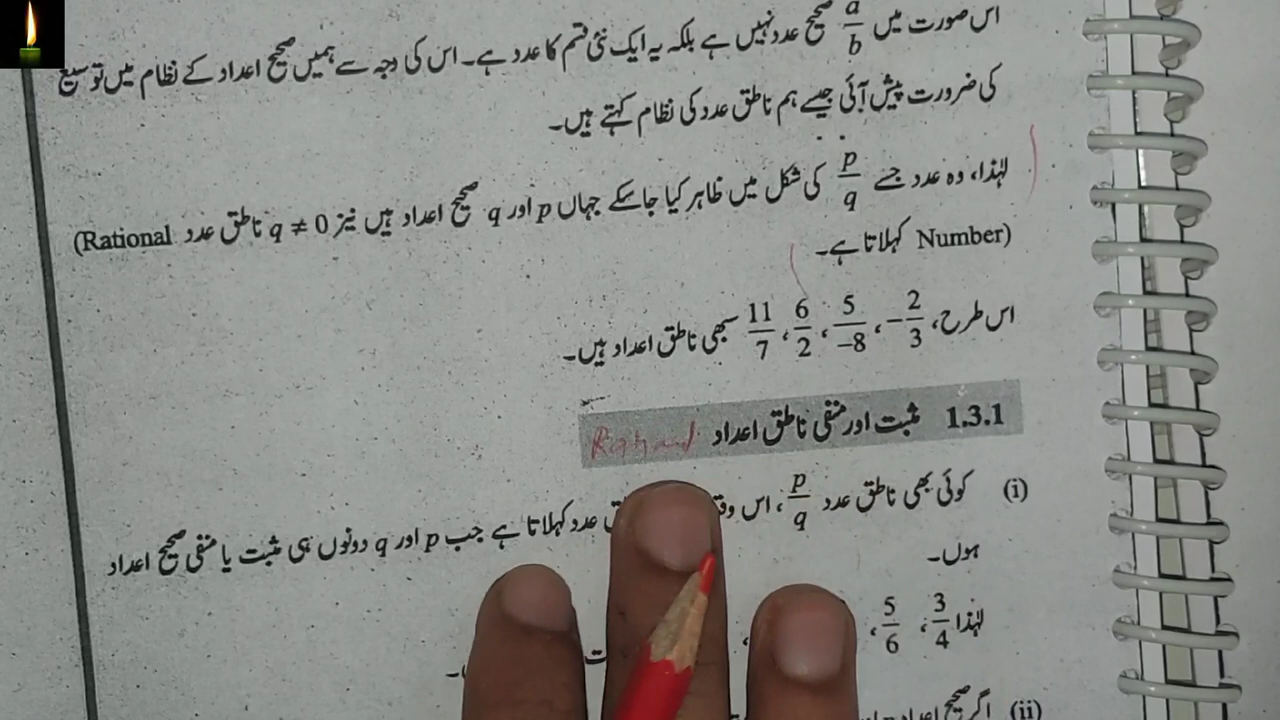 اس صورت میں a/b صحیح عدد نہیں ہے بلکہ یہ ایک نئی قسم کا عدد ہے۔ اس کی وجہ سے ہمیں صحیح اعداد کے نظام میں توسیع
کی ضرورت پیش آئی جیسے ہم ناطق عدد کی نظام کہتے ہیں۔
لہٰذا، وہ عدد جسے p/q کی شکل میں ظاہر کیا جاسکے جہاں p اور q صحیح اعداد ہیں نیز q ≠ 0 ناطق عدد (Rational
Number) کہلاتا ہے۔
اس طرح، −2/3، 5/−8، 6/2، 11/7 سبھی ناطق اعداد ہیں۔
1.3.1 مثبت اور منفی ناطق اعداد
(i) کوئی بھی ناطق عدد p/q، اس عدد کہلاتا ہے جب p اور q دونوں ہی مثبت یا منفی صحیح اعداد
ہوں۔
لہٰذا 3/4، 5/6،
(ii) اگر صحیح اعداد